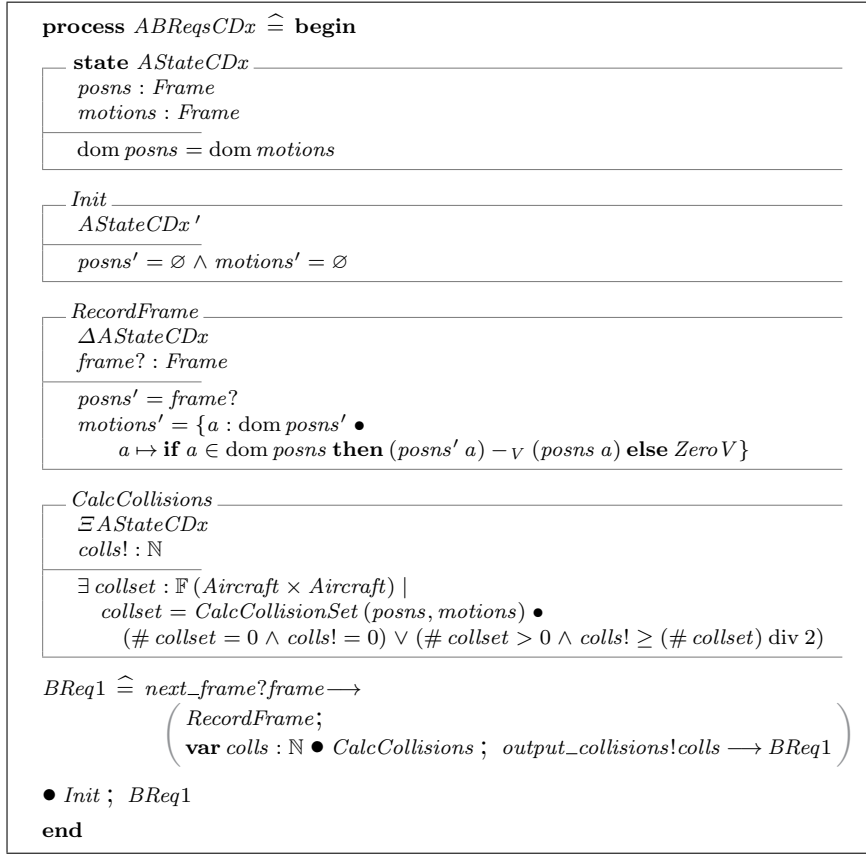 process ABReqsCDx ≙ begin
state AStateCDx
posns : Frame
motions : Frame
dom posns = dom motions
Init
AStateCDx ′
posns′ = ∅ ∧ motions′ = ∅
RecordFrame
ΔAStateCDx
frame? : Frame
posns′ = frame?
motions′ = {a : dom posns′ •
a ↦ if a ∈ dom posns then (posns′ a) −V (posns a) else ZeroV}
CalcCollisions
ΞAStateCDx
colls! : ℕ
∃ collset : 𝔽 (Aircraft × Aircraft) |
collset = CalcCollisionSet (posns, motions) •
(# collset = 0 ∧ colls! = 0) ∨ (# collset > 0 ∧ colls! ≥ (# collset) div 2)
BReq1 ≙ next_frame?frame ⟶
( RecordFrame ;
var colls : ℕ • CalcCollisions ; output_collisions!colls ⟶ BReq1 )
• Init ; BReq1
end